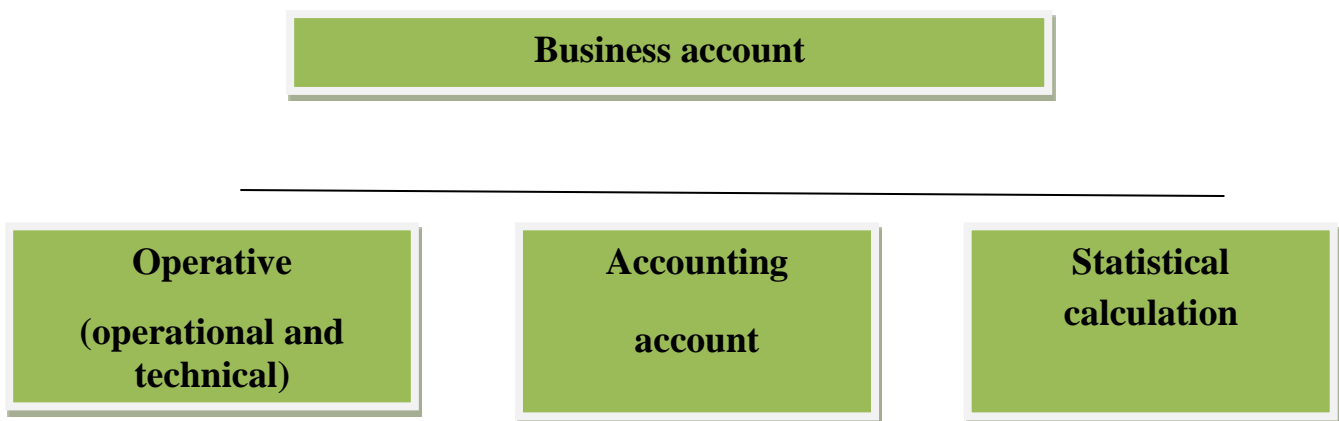 Business account
Operative
(operational and
technical)
Accounting
account
Statistical
calculation